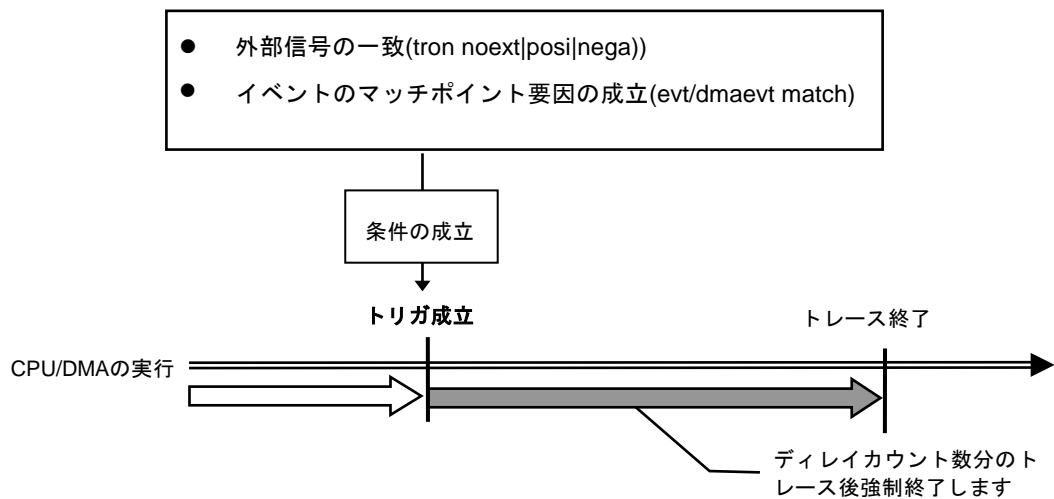 ● 外部信号の一致(tron noext|posi|nega))
● イベントのマッチポイント要因の成立(evt/dmaevt match)
条件の成立
トリガ成立
トレース終了
CPU/DMAの実行
ディレイカウント数分のト
レース後強制終了します